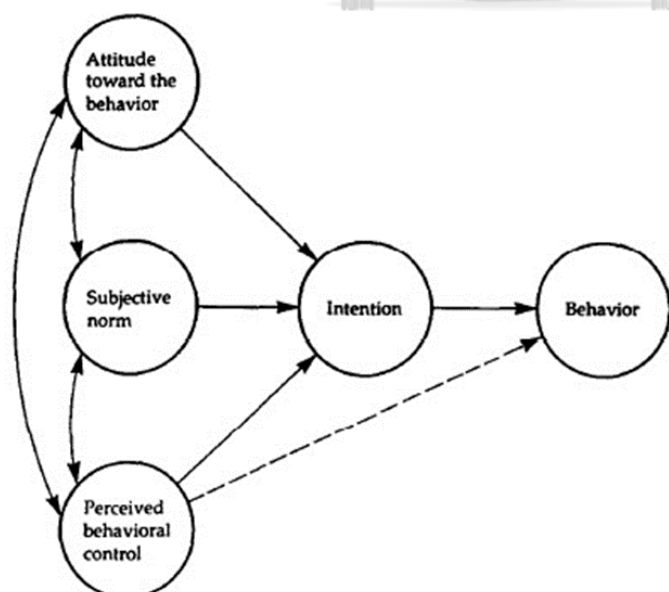 Attitude
toward the
behavior
Subjective
norm
Intention
Behavior
Perceived
behavioral
control